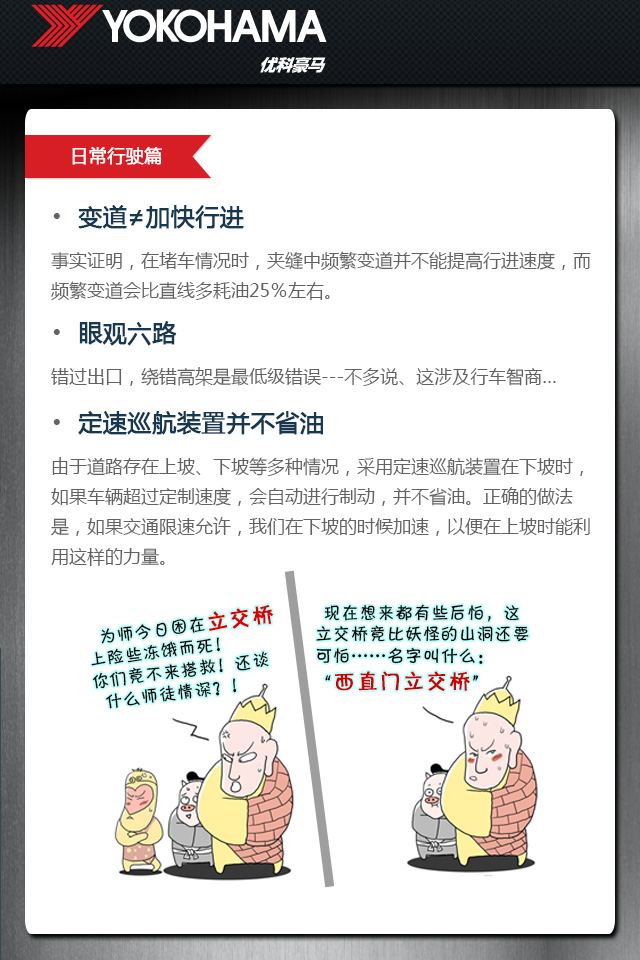 YOKOHAMA
优科豪马
日常行驶篇
• 变道≠加快行进
事实证明，在堵车情况时，夹缝中频繁变道并不能提高行进速度，而
频繁变道会比直线多耗油25%左右。
• 眼观六路
错过出口，绕错高架是最低级错误---不多说、这涉及行车智商...
• 定速巡航装置并不省油
由于道路存在上坡、下坡等多种情况，采用定速巡航装置在下坡时，
如果车辆超过定制速度，会自动进行制动，并不省油。正确的做法
是，如果交通限速允许，我们在下坡的时候加速，以便在上坡时能利
用这样的力量。
为师今日困在立交桥
上险些冻饿而死！
你们竟不来搭救！还谈
什么师徒情深？！
现在想来都有些后怕，这
立交桥竟比妖怪的山洞还要
可怕……名字叫什么：
“西直门立交桥”